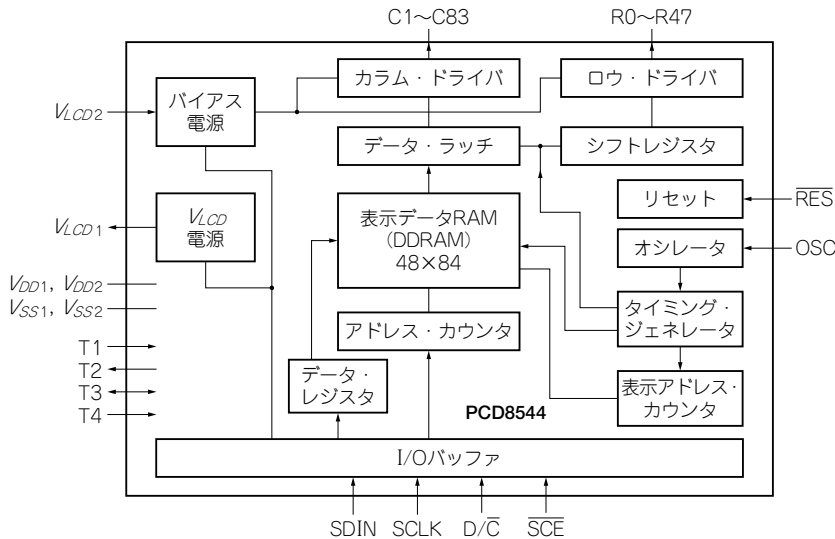 C1～C83
R0～R47
カラム・ドライバ
ロウ・ドライバ
バイアス
電源
VLCD2
データ・ラッチ
シフトレジスタ
リセット
RES
VLCD
電源
VLCD1
表示データRAM
(DDRAM)
48×84
オシレータ
OSC
VDD1, VDD2
VSS1, VSS2
タイミング・
ジェネレータ
アドレス・カウンタ
T1
T2
T3
T4
データ・
レジスタ
表示アドレス・
カウンタ
PCD8544
I/Oバッファ
SDIN
SCLK
D/C
SCE